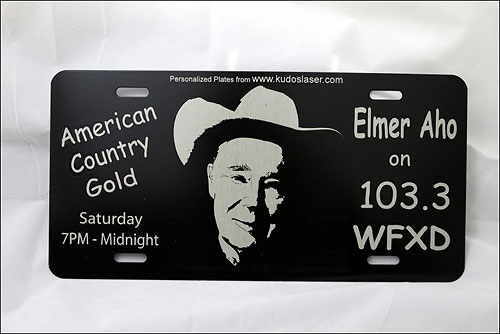 Personalized Plates from www.kudoslaser.com
American
Country
Gold
Saturday
7PM - Midnight
Elmer Aho
on
103.3
WFXD